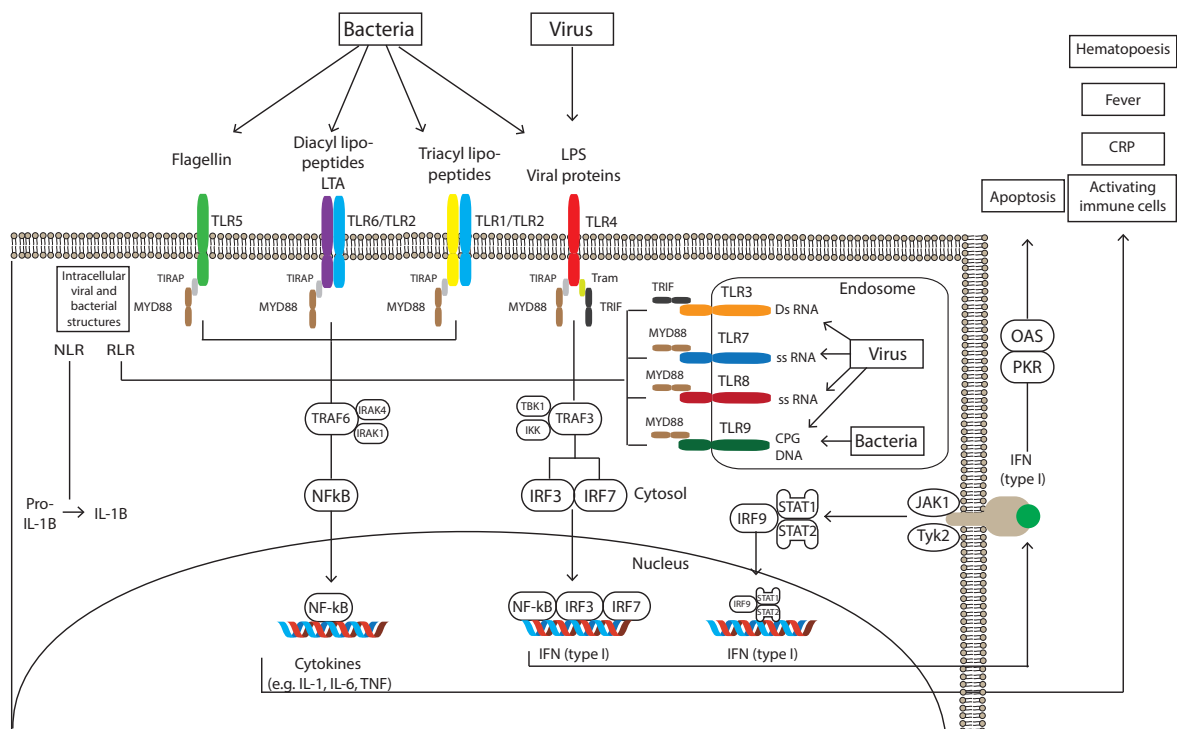 Bacteria
Virus
Hematopoesis
Fever
CRP
Apoptosis
Activating
immune cells
Flagellin
Diacyl lipo-
peptides
LTA
Triacyl lipo-
peptides
LPS
Viral proteins
TLR5
TLR6/TLR2
TLR1/TLR2
TLR4
Intracellular
viral and
bacterial
structures
NLR
RLR
TIRAP
MYD88
TIRAP
MYD88
MYD88
TIRAP
MYD88
Tram
TRIF
Endosome
TRIF
TLR3
Ds RNA
MYD88
TLR7
ss RNA
Virus
MYD88
TLR8
ss RNA
MYD88
TLR9
CPG
DNA
Bacteria
OAS
PKR
IFN
(type I)
TRAF6
IRAK4
IRAK1
TBK1
IKK
TRAF3
NFkB
IRF3
IRF7
Cytosol
Pro-
IL-1B
IL-1B
IRF9
STAT1
STAT2
JAK1
Tyk2
Nucleus
NF-kB
NF-kB
IRF3
IRF7
IRF9
STAT1
STAT2
IFN (type I)
IFN (type I)
Cytokines
(e.g. IL-1, IL-6, TNF)